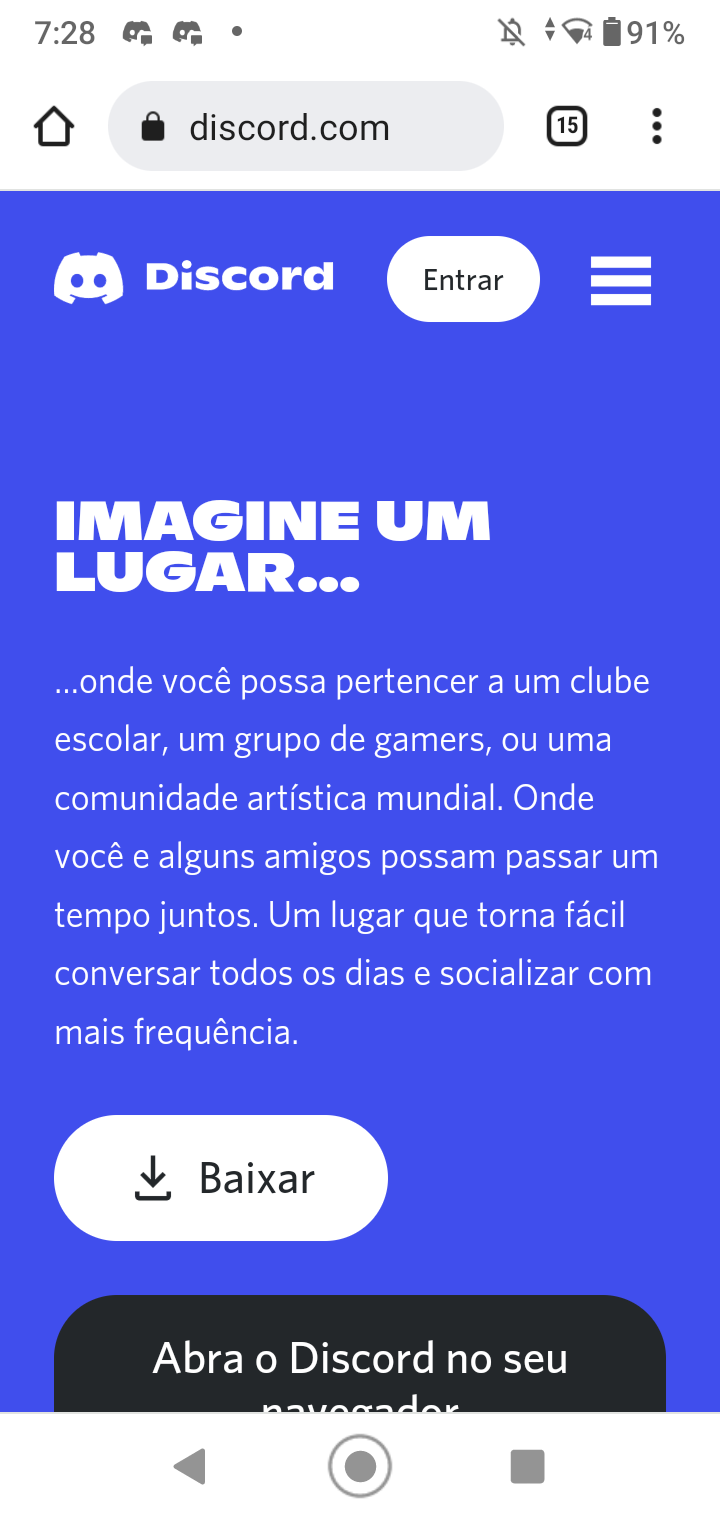 7:28
91%
discord.com
15
Discord
Entrar
IMAGINE UM
LUGAR...
...onde você possa pertencer a um clube
escolar, um grupo de gamers, ou uma
comunidade artística mundial. Onde
você e alguns amigos possam passar um
tempo juntos. Um lugar que torna fácil
conversar todos os dias e socializar com
mais frequência.
Baixar
Abra o Discord no seu
navegador